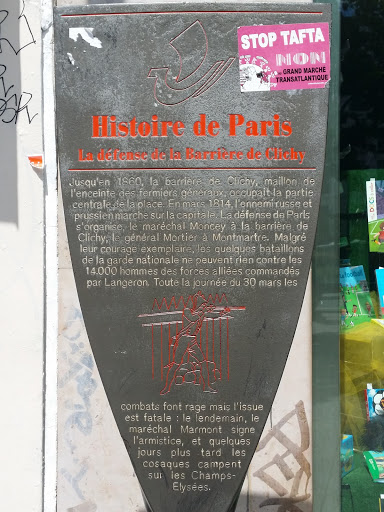 STOP TAFTA
NON
AU GRAND MARCHÉ
TRANSATLANTIQUE
Histoire de Paris
La défense de la Barrière de Clichy
Jusqu'en 1860, la barrière de Clichy, maillon de
l'enceinte des fermiers généraux, occupait la partie
centrale de la place. En mars 1814, l'ennemi russe et
prussien marche sur la capitale. La défense de Paris
s'organise, le maréchal Moncey à la barrière de
Clichy, le général Mortier à Montmartre. Malgré
leur courage exemplaire, les quelques bataillons
de la garde nationale ne peuvent rien contre les
14.000 hommes des forces alliées commandés
par Langeron. Toute la journée du 30 mars les
combats font rage mais l'issue
est fatale : le lendemain, le
maréchal Marmont signe
l'armistice, et quelques
jours plus tard les
cosaques campent
sur les Champs-
Elysées.